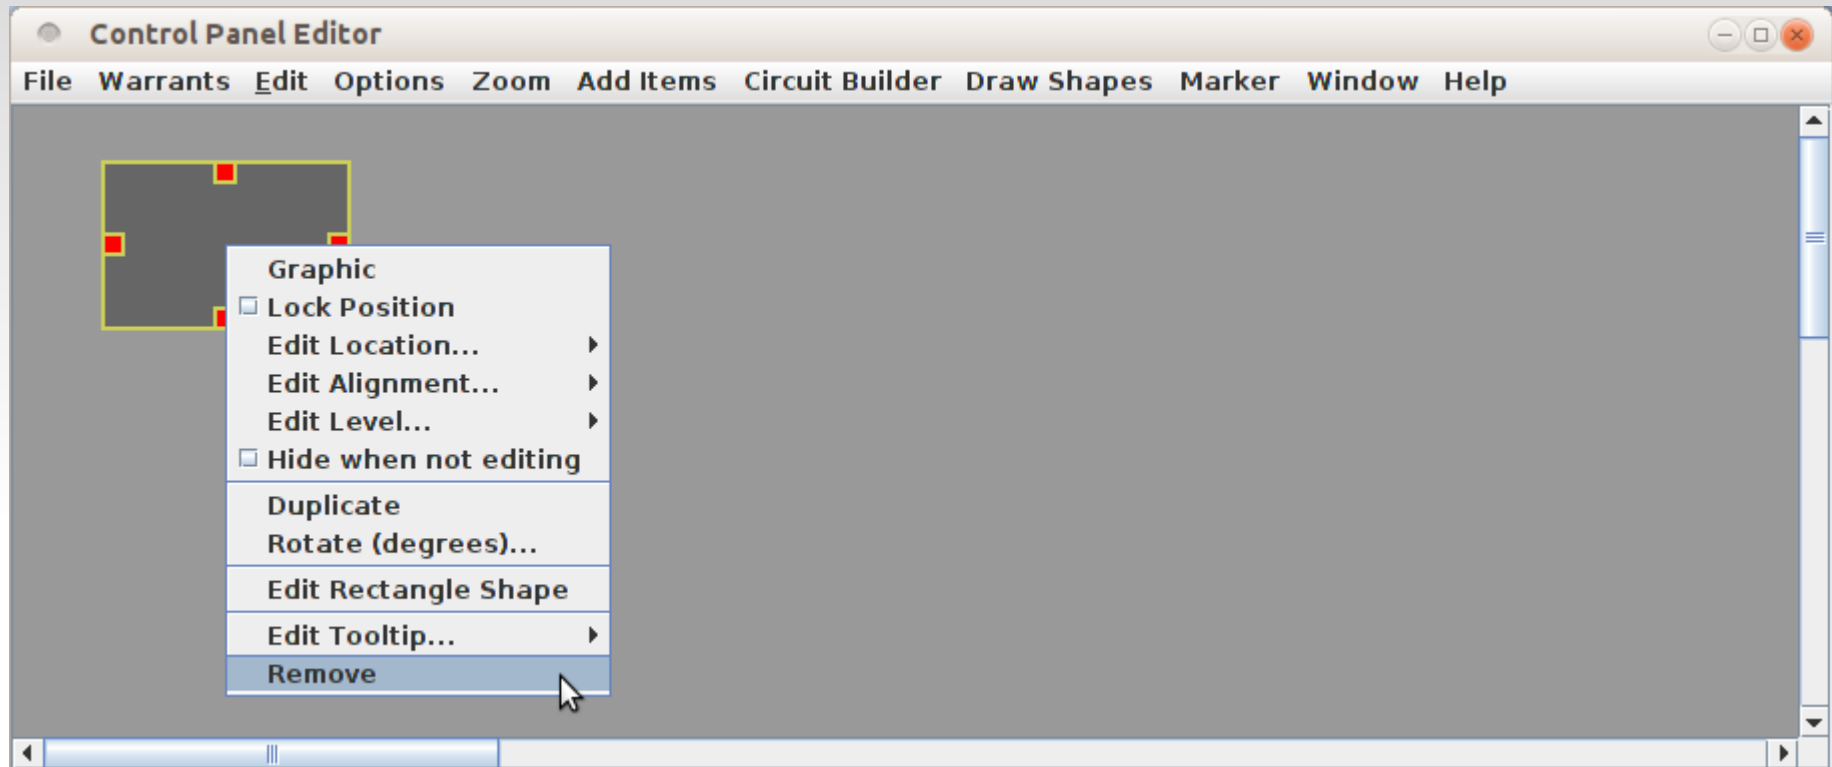 Control Panel Editor
File Warrants Edit Options Zoom Add Items Circuit Builder Draw Shapes Marker Window Help
Graphic
Lock Position
Edit Location...
Edit Alignment...
Edit Level...
Hide when not editing
Duplicate
Rotate (degrees)...
Edit Rectangle Shape
Edit Tooltip...
Remove